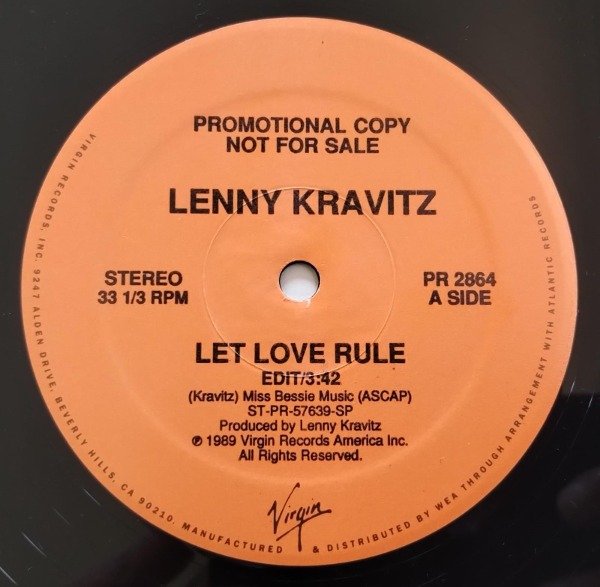 PROMOTIONAL COPY
NOT FOR SALE
LENNY KRAVITZ
STEREO
33 1/3 RPM
PR 2864
A SIDE
LET LOVE RULE
EDIT/3:42
(Kravitz) Miss Bessie Music (ASCAP)
ST-PR-57639-SP
Produced by Lenny Kravitz
℗ 1989 Virgin Records America Inc.
All Rights Reserved.
Virgin
VIRGIN RECORDS, INC. 9247 ALDEN DRIVE, BEVERLY HILLS, CA 90210. MANUFACTURED & DISTRIBUTED BY WEA THROUGH ARRANGEMENT WITH ATLANTIC RECORDS